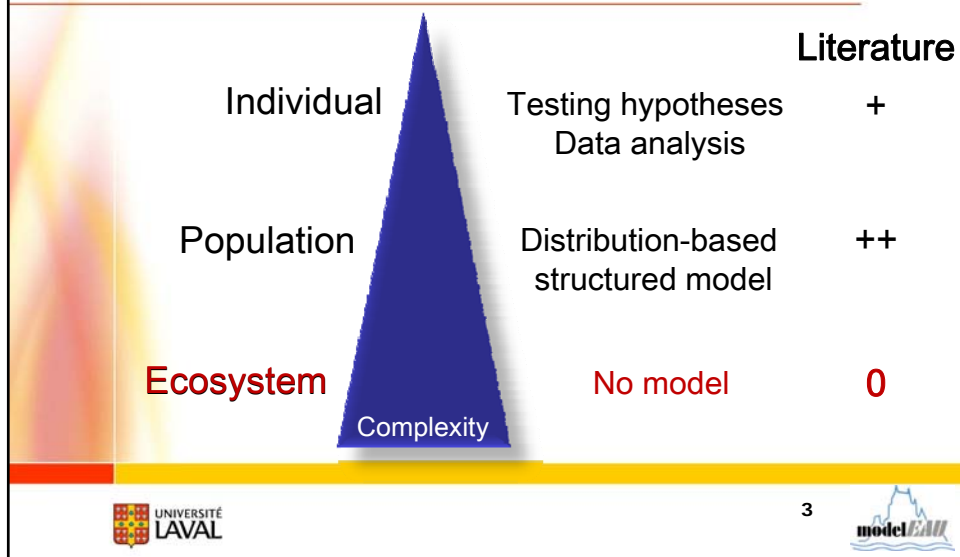 Literature
Individual
Testing hypotheses
Data analysis
+
Population
Distribution-based
structured model
++
Ecosystem
No model
0
Complexity
UNIVERSITÉ
LAVAL
3
modelEAU